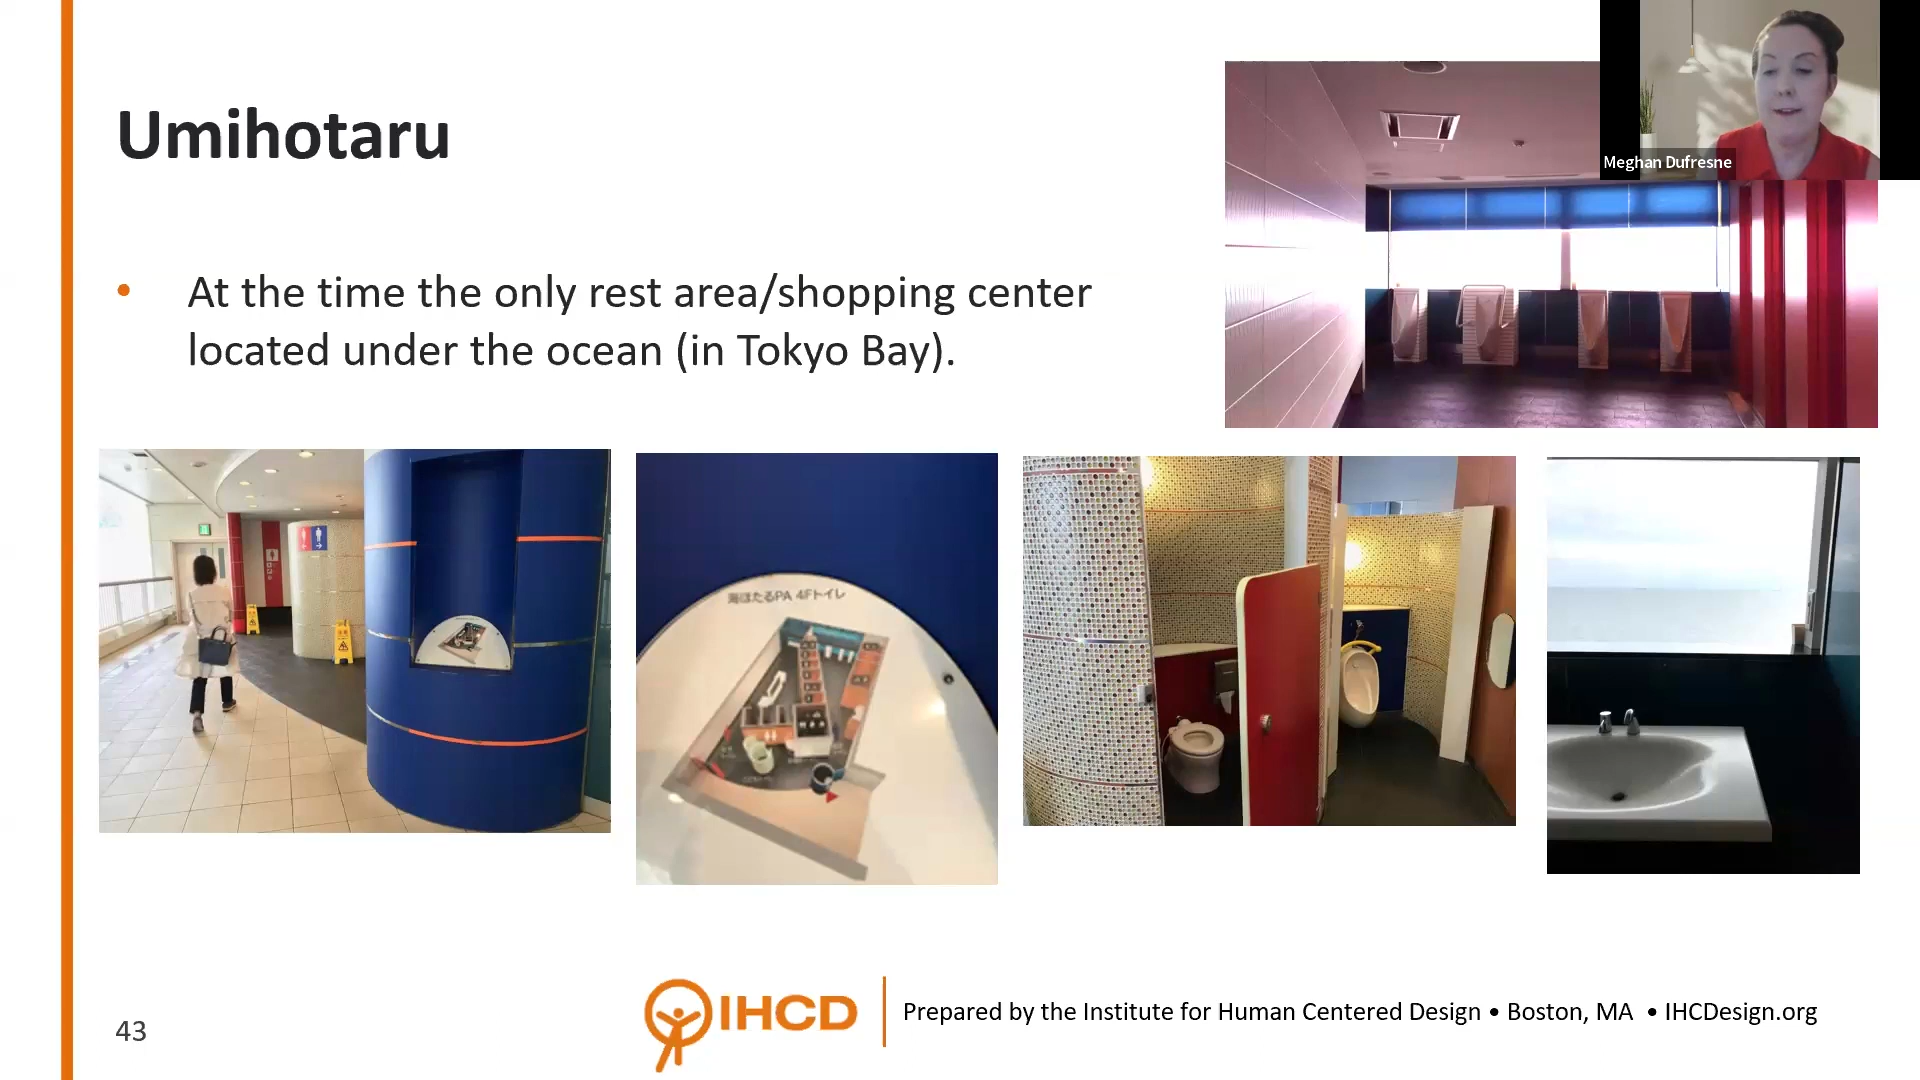 Umihotaru
Meghan Dufresne
• At the time the only rest area/shopping center
located under the ocean (in Tokyo Bay).
海ほたるPA 4Fトイレ
43
IHCD
Prepared by the Institute for Human Centered Design • Boston, MA • IHCDesign.org